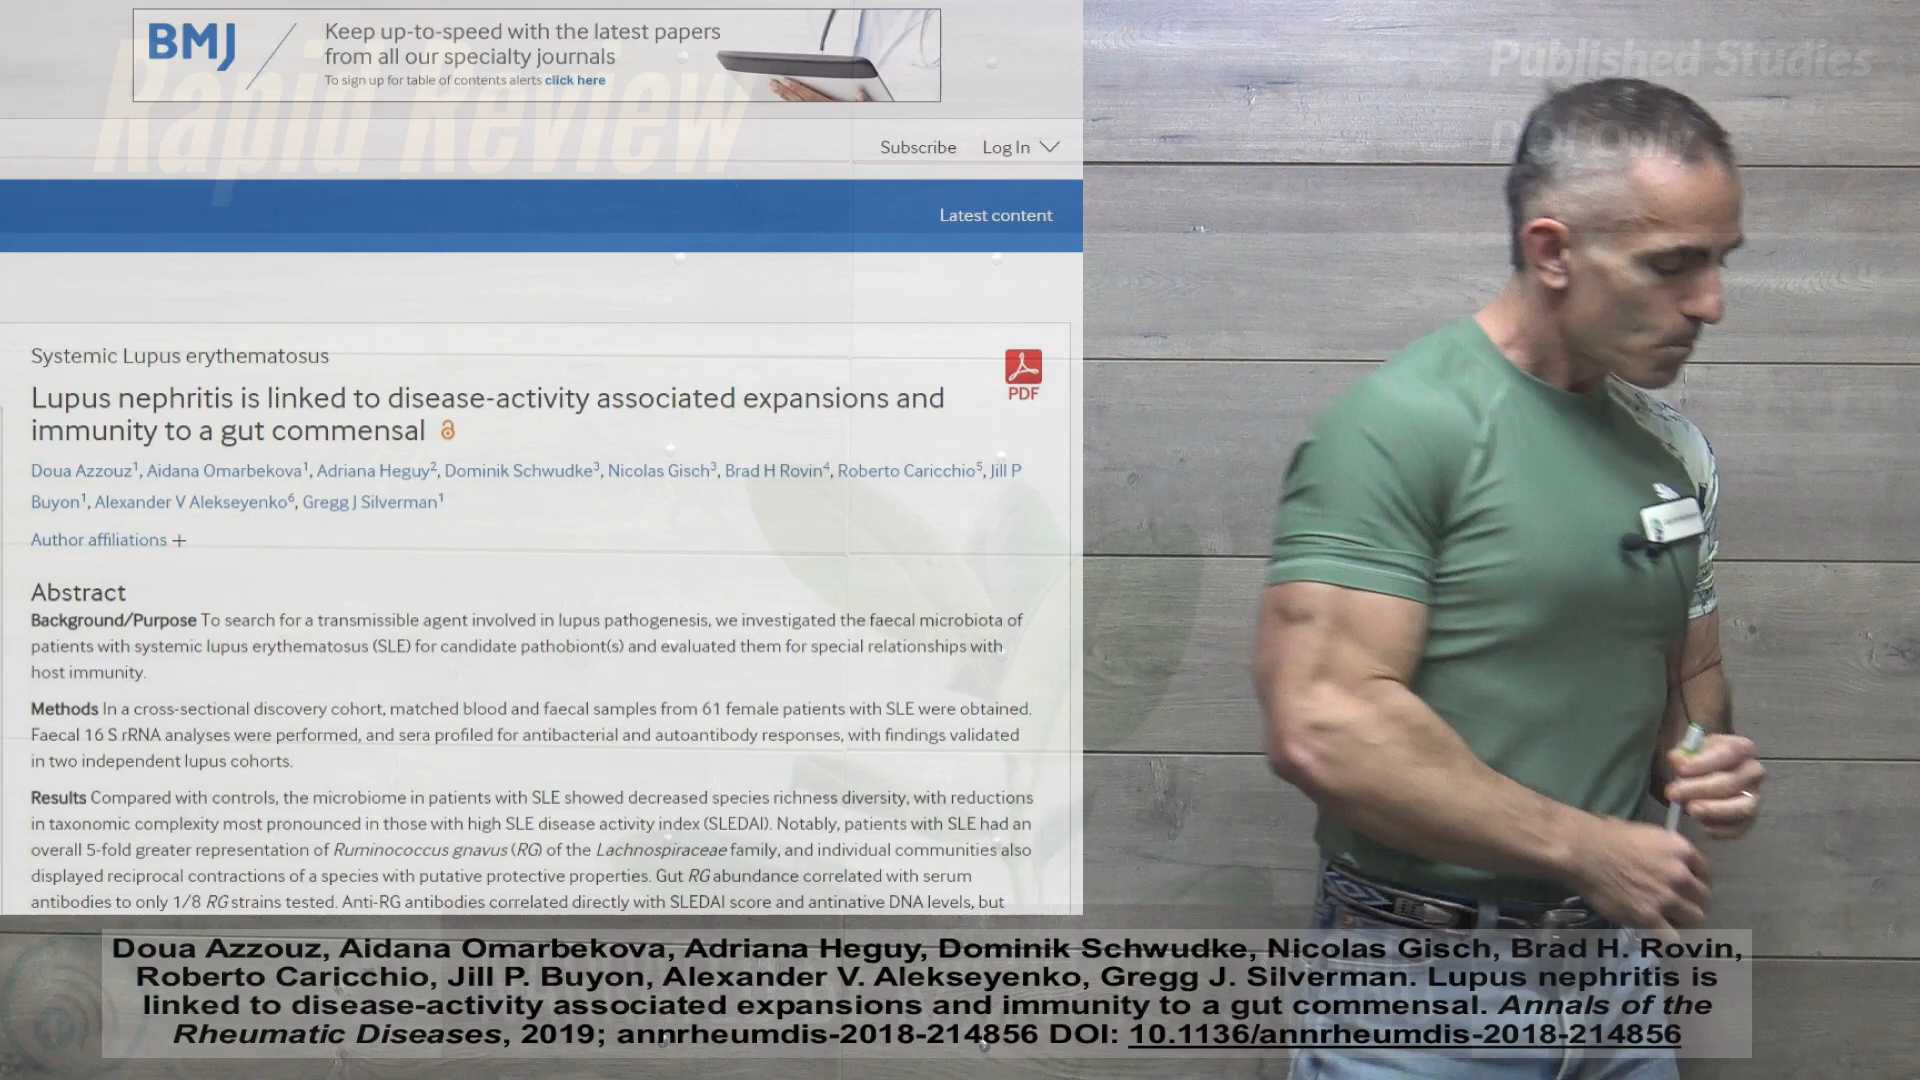 BMJ
Keep up-to-speed with the latest papers
from all our specialty journals
To sign up for table of contents alerts click here
Rapid Review
Published Studies
DOI Only
Subscribe Log In
Latest content
Systemic Lupus erythematosus
Lupus nephritis is linked to disease-activity associated expansions and
immunity to a gut commensal
PDF
Doua Azzouz1, Aidana Omarbekova1, Adriana Heguy2, Dominik Schwudke3, Nicolas Gisch3, Brad H Rovin4, Roberto Caricchio5, Jill P
Buyon1, Alexander V Alekseyenko6, Gregg J Silverman1
Author affiliations +
Abstract
Background/Purpose To search for a transmissible agent involved in lupus pathogenesis, we investigated the faecal microbiota of
patients with systemic lupus erythematosus (SLE) for candidate pathobiont(s) and evaluated them for special relationships with
host immunity.
Methods In a cross-sectional discovery cohort, matched blood and faecal samples from 61 female patients with SLE were obtained.
Faecal 16 S rRNA analyses were performed, and sera profiled for antibacterial and autoantibody responses, with findings validated
in two independent lupus cohorts.
Results Compared with controls, the microbiome in patients with SLE showed decreased species richness diversity, with reductions
in taxonomic complexity most pronounced in those with high SLE disease activity index (SLEDAI). Notably, patients with SLE had an
overall 5-fold greater representation of Ruminococcus gnavus (RG) of the Lachnospiraceae family, and individual communities also
displayed reciprocal contractions of a species with putative protective properties. Gut RG abundance correlated with serum
antibodies to only 1/8 RG strains tested. Anti-RG antibodies correlated directly with SLEDAI score and antinative DNA levels, but
Doua Azzouz, Aidana Omarbekova, Adriana Heguy, Dominik Schwudke, Nicolas Gisch, Brad H. Rovin,
Roberto Caricchio, Jill P. Buyon, Alexander V. Alekseyenko, Gregg J. Silverman. Lupus nephritis is
linked to disease-activity associated expansions and immunity to a gut commensal. Annals of the
Rheumatic Diseases, 2019; annrheumdis-2018-214856 DOI: 10.1136/annrheumdis-2018-214856